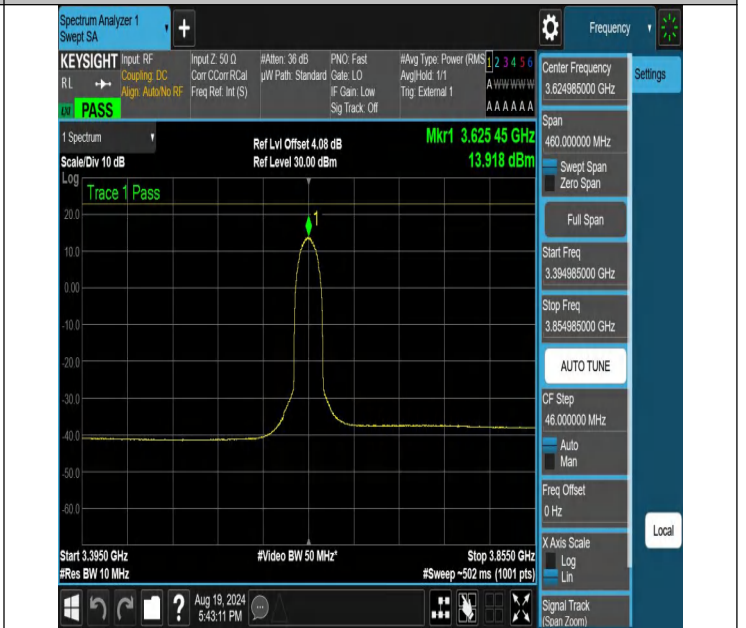 Spectrum Analyzer 1
Swept SA
+
Frequency
KEYSIGHT
RL
PASS
Input: RF
Coupling: DC
Align: Auto/No RF
Input Z: 50 Ω
Corr CCorr RCal
Freq Ref: Int (S)
#Atten: 36 dB
µW Path: Standard
PNO: Fast
Gate: LO
IF Gain: Low
Sig Track: Off
#Avg Type: Power (RMS
Avg|Hold: 1/1
Trig: External 1
1 2 3 4 5 6
A W W W W W
A A A A A A
1 Spectrum
Scale/Div 10 dB
Ref Lvl Offset 4.08 dB
Ref Level 30.00 dBm
Mkr1 3.625 45 GHz
13.918 dBm
Log
Trace 1 Pass
1
20.0
10.0
0.00
-10.0
-20.0
-30.0
-40.0
-50.0
-60.0
Start 3.3950 GHz
#Res BW 10 MHz
#Video BW 50 MHz*
Stop 3.8550 GHz
#Sweep ~502 ms (1001 pts)
Aug 19, 2024
5:43:11 PM
?
Center Frequency
3.624985000 GHz
Settings
Span
460.000000 MHz
Swept Span
Zero Span
Full Span
Start Freq
3.394985000 GHz
Stop Freq
3.854985000 GHz
AUTO TUNE
CF Step
46.000000 MHz
Auto
Man
Freq Offset
0 Hz
Local
X Axis Scale
Log
Lin
Signal Track
(Span Zoom)